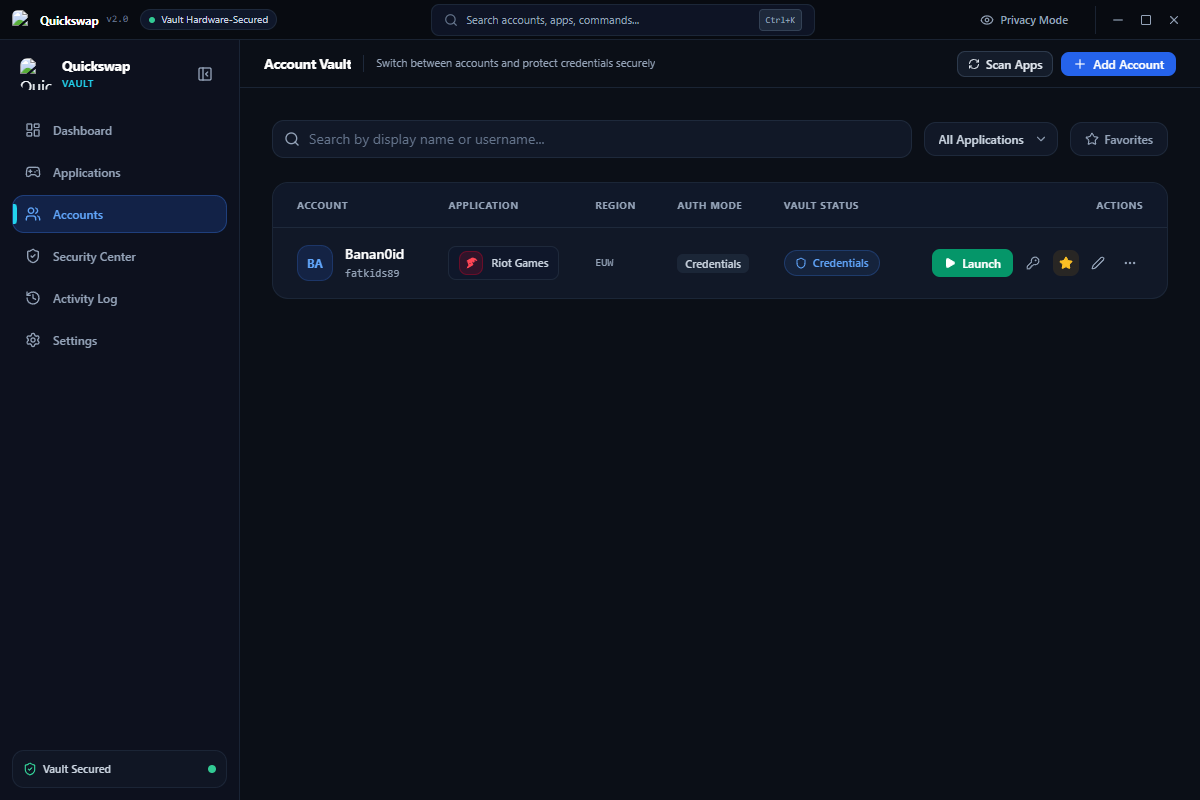 Quickswap v2.0 Vault Hardware-Secured Search accounts, apps, commands... Ctrl+K Privacy Mode
Quic
Quickswap
VAULT
Account Vault Switch between accounts and protect credentials securely Scan Apps Add Account
Dashboard
Applications
Accounts
Security Center
Activity Log
Settings
Search by display name or username... All Applications Favorites
ACCOUNT APPLICATION REGION AUTH MODE VAULT STATUS ACTIONS
BA Banan0id Riot Games EUW Credentials Credentials Launch
fatkids89
Vault Secured